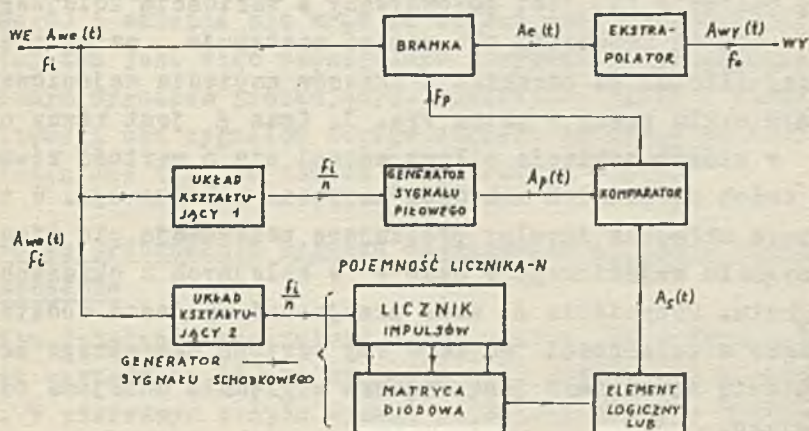 WE Awe(t)
fi
BRAMKA
Ae(t)
EKSTRA-
POLATOR
Awy(t)
fo
WY
Fp
UKŁAD
KSZTAŁTU-
JĄCY 1
fi
n
GENERATOR
SYGNAŁU
PIŁOWEGO
Ap(t)
KOMPARATOR
Awe(t)
fi
POJEMNOŚĆ LICZNIKA-N
UKŁAD
KSZTAŁTU-
JĄCY 2
fi
n
LICZNIK
IMPULSÓW
AS(t)
GENERATOR
SYGNAŁU SCHODKOWEGO
MATRYCA
DIODOWA
ELEMENT
LOGICZNY
LUB